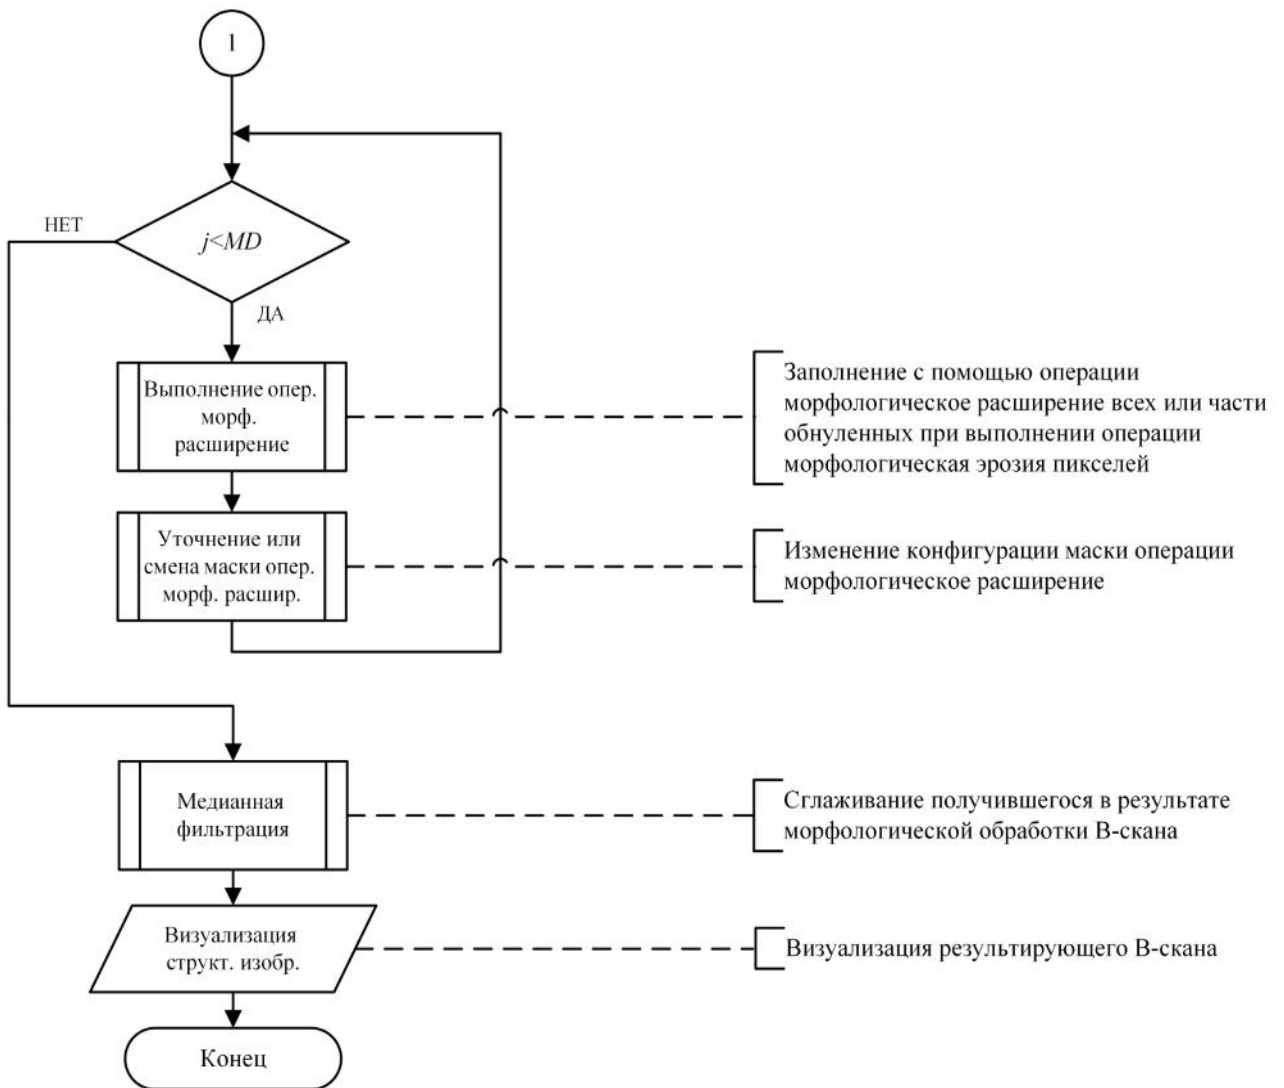 1
НЕТ
j<MD
ДА
Выполнение опер.
морф.
расширение
Заполнение с помощью операции
морфологическое расширение всех или части
обнуленных при выполнении операции
морфологическая эрозия пикселей
Уточнение или
смена маски опер.
морф. расшир.
Изменение конфигурации маски операции
морфологическое расширение
Медианная
фильтрация
Сглаживание получившегося в результате
морфологической обработки В-скана
Визуализация
структ. изобр.
Визуализация результирующего В-скана
Конец